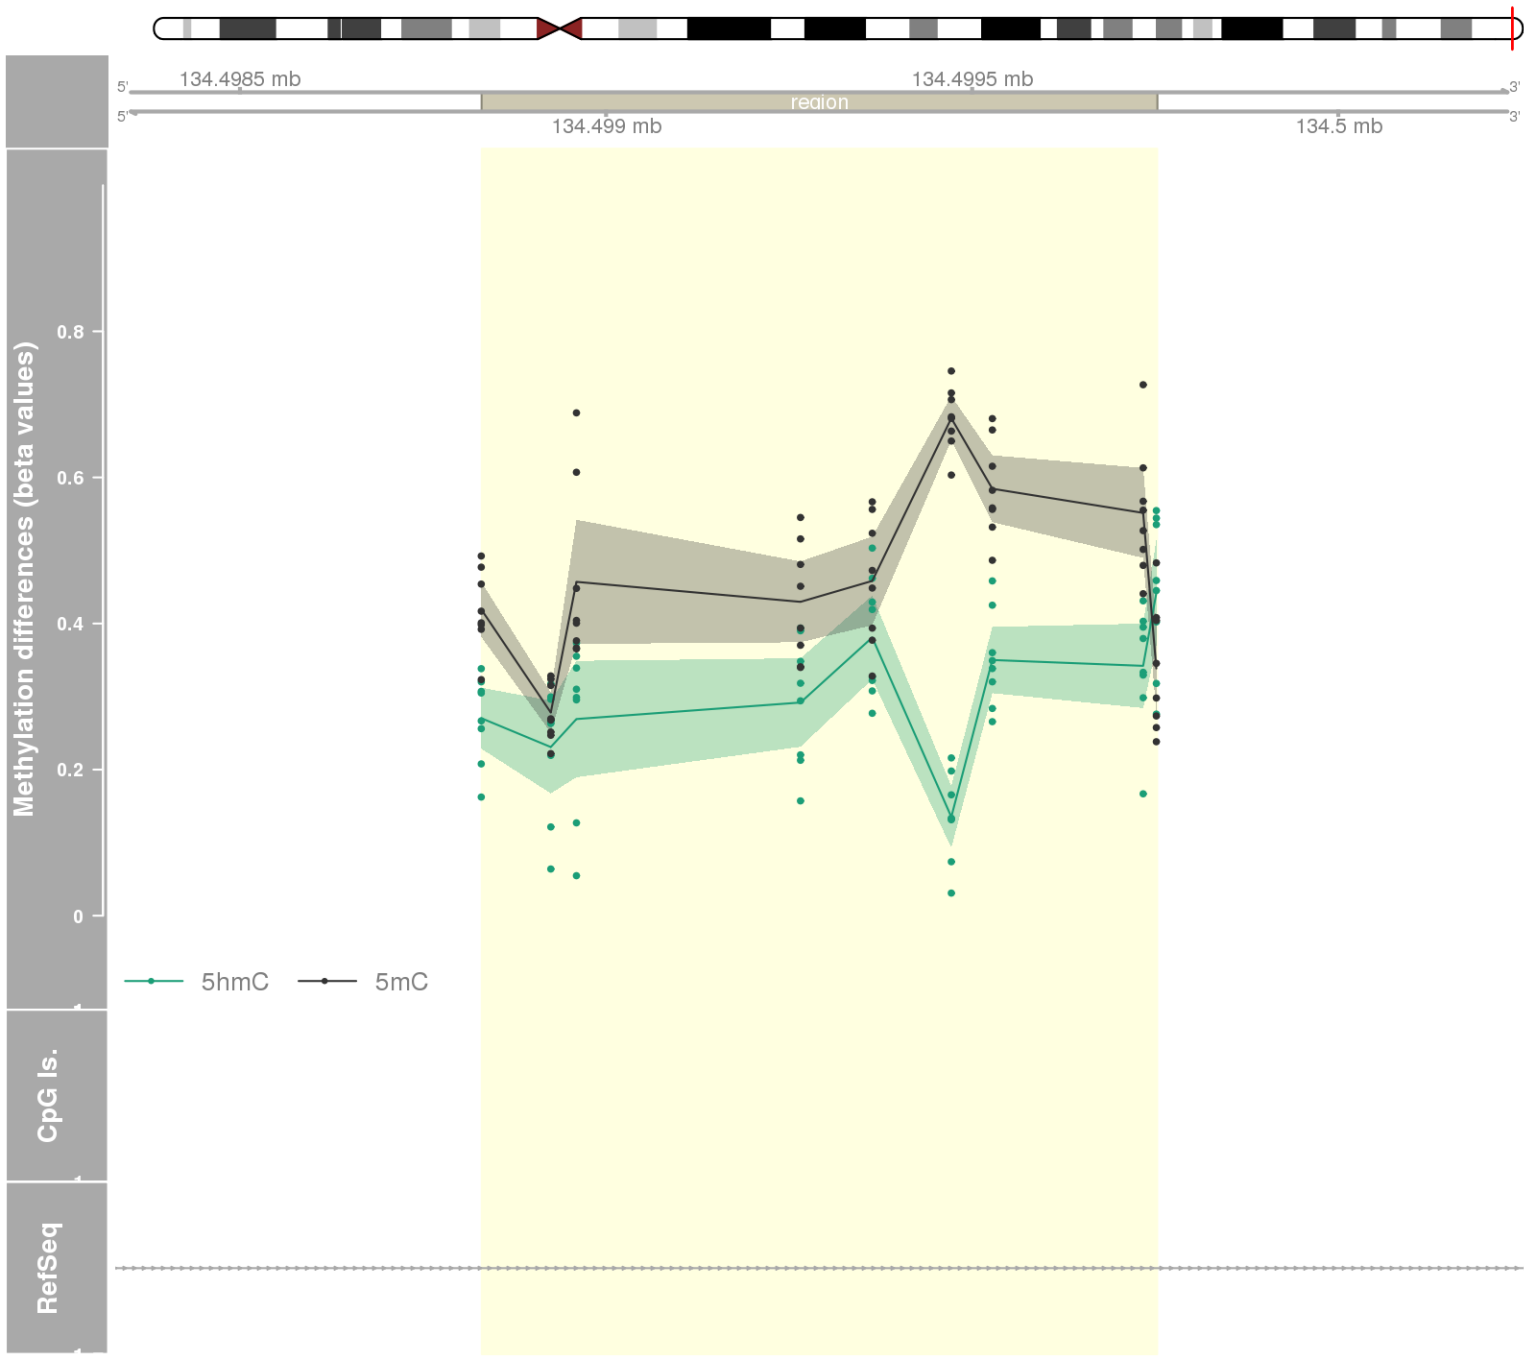 134.4985 mb
134.4995 mb
5'
3'
region
5'
3'
134.499 mb
134.5 mb
Methylation differences (beta values)
0.8
0.6
0.4
0.2
0
5hmC
5mC
CpG Is.
RefSeq